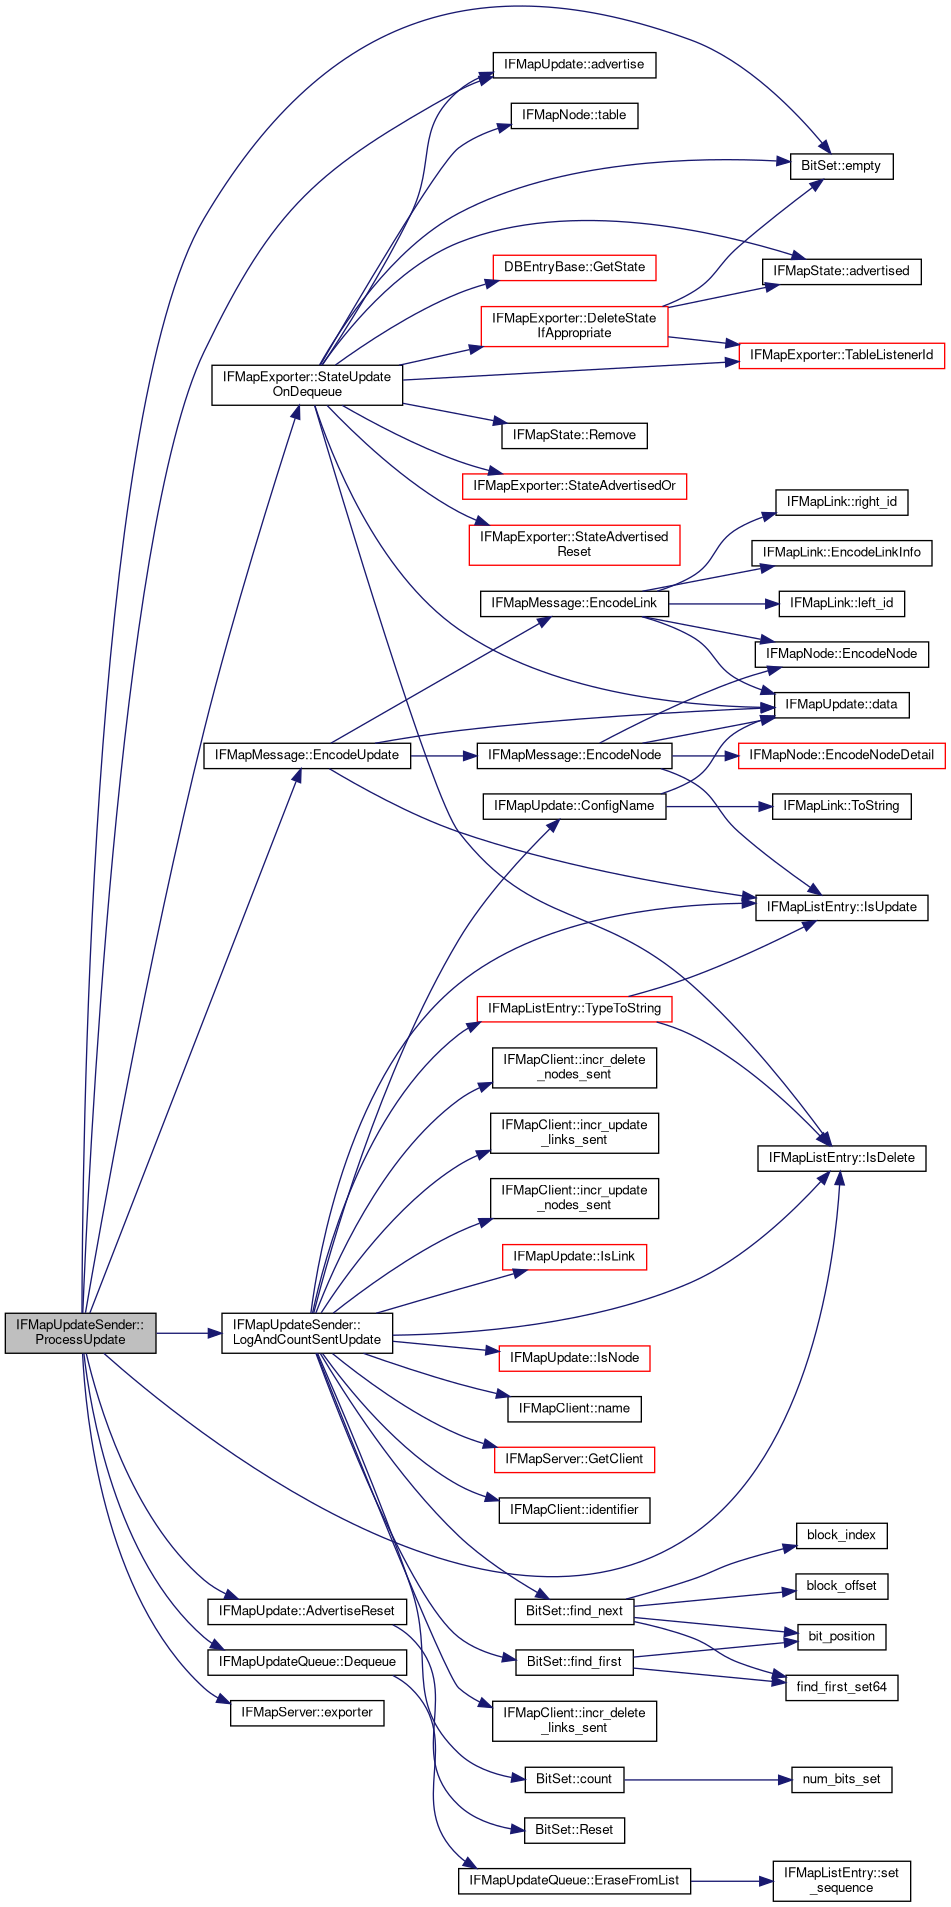 IFMapUpdate::advertise
IFMapNode::table
BitSet::empty
DBEntryBase::GetState
IFMapState::advertised
IFMapExporter::DeleteState
IfAppropriate
IFMapExporter::TableListenerId
IFMapExporter::StateUpdate
OnDequeue
IFMapState::Remove
IFMapExporter::StateAdvertisedOr
IFMapExporter::StateAdvertised
Reset
IFMapLink::right_id
IFMapLink::EncodeLinkInfo
IFMapMessage::EncodeLink
IFMapLink::left_id
IFMapNode::EncodeNode
IFMapUpdate::data
IFMapMessage::EncodeUpdate
IFMapMessage::EncodeNode
IFMapNode::EncodeNodeDetail
IFMapUpdate::ConfigName
IFMapLink::ToString
IFMapListEntry::IsUpdate
IFMapListEntry::TypeToString
IFMapClient::incr_delete
_nodes_sent
IFMapClient::incr_update
_links_sent
IFMapListEntry::IsDelete
IFMapClient::incr_update
_nodes_sent
IFMapUpdate::IsLink
IFMapUpdateSender::
ProcessUpdate
IFMapUpdateSender::
LogAndCountSentUpdate
IFMapUpdate::IsNode
IFMapClient::name
IFMapServer::GetClient
IFMapClient::identifier
block_index
block_offset
IFMapUpdate::AdvertiseReset
BitSet::find_next
bit_position
IFMapUpdateQueue::Dequeue
BitSet::find_first
find_first_set64
IFMapServer::exporter
IFMapClient::incr_delete
_links_sent
BitSet::count
num_bits_set
BitSet::Reset
IFMapUpdateQueue::EraseFromList
IFMapListEntry::set
_sequence